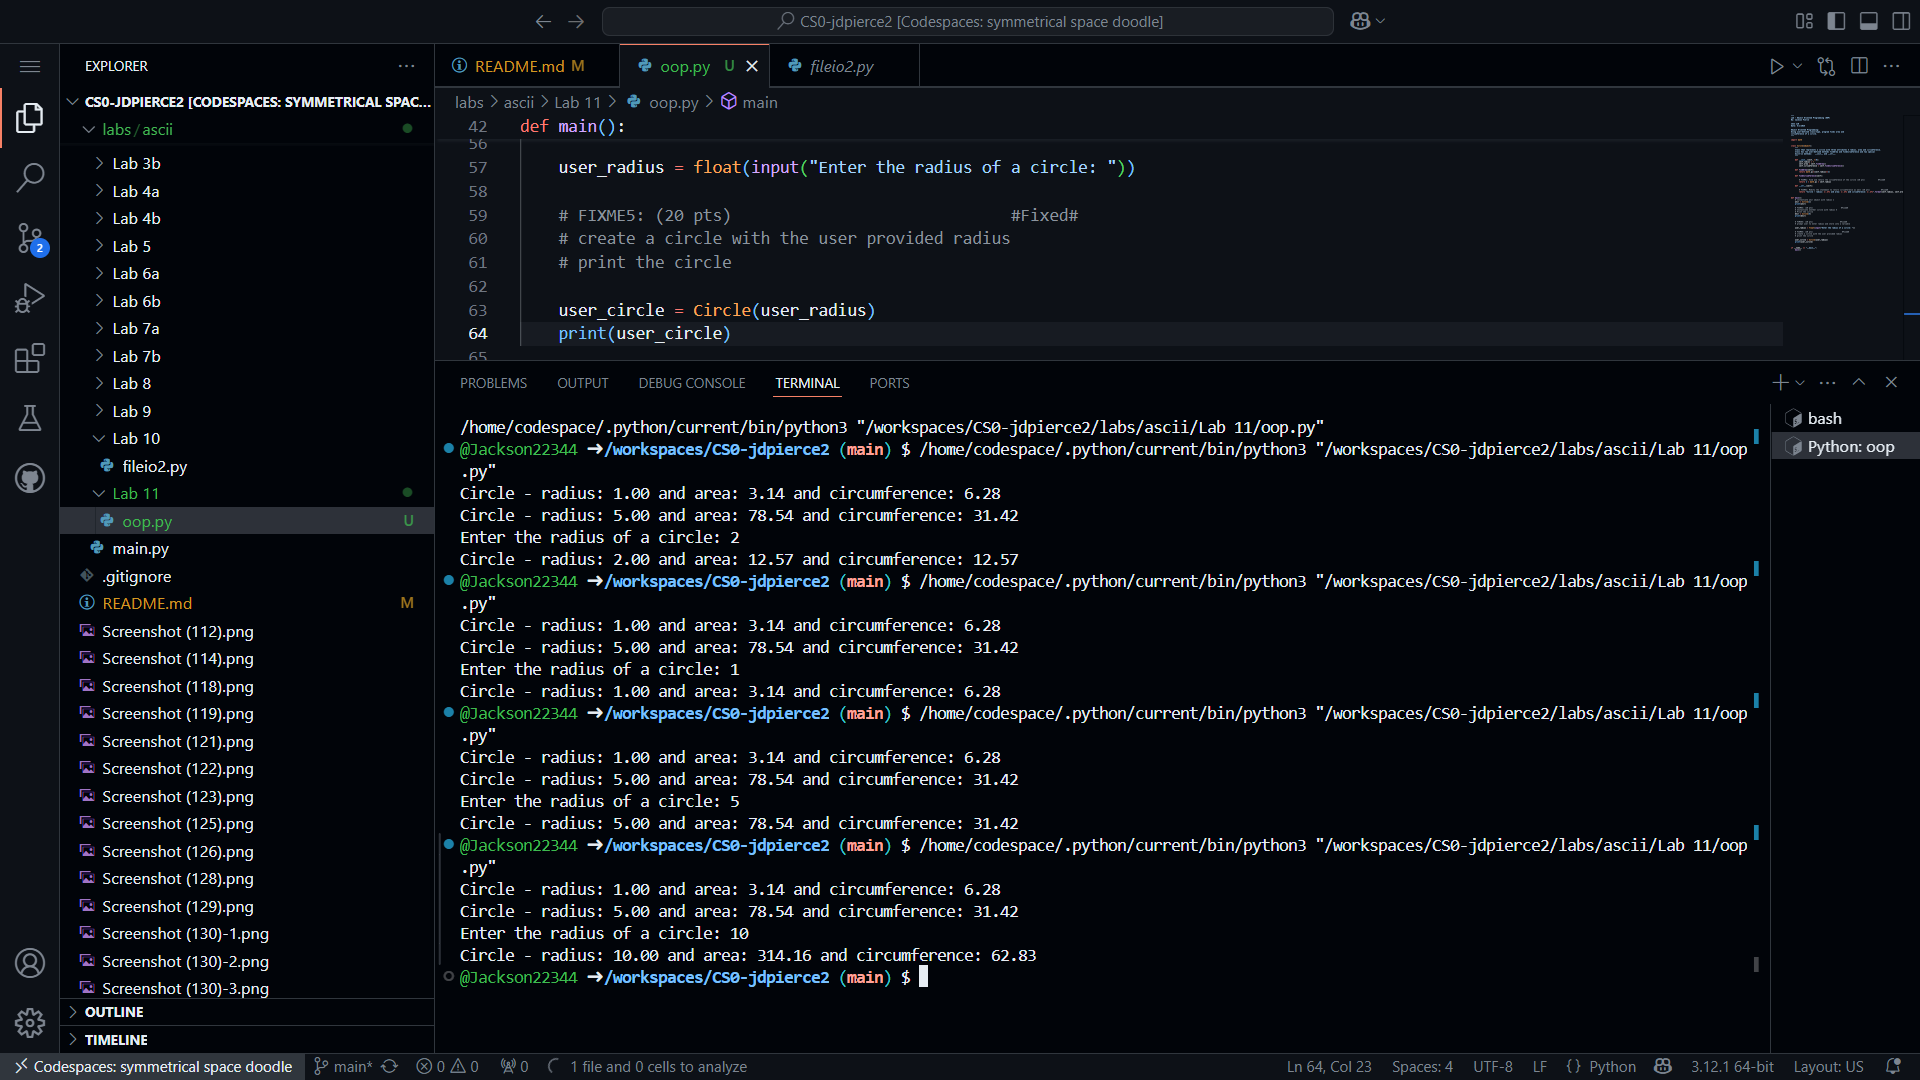 CS0-jdpierce2 [Codespaces: symmetrical space doodle]
EXPLORER
CS0-JDPIERCE2 [CODESPACES: SYMMETRICAL SPAC...
labs/ascii
Lab 3b
Lab 4a
Lab 4b
Lab 5
Lab 6a
Lab 6b
Lab 7a
Lab 7b
Lab 8
Lab 9
Lab 10
fileio2.py
Lab 11
oop.py U
main.py
.gitignore
README.md M
Screenshot (112).png
Screenshot (114).png
Screenshot (118).png
Screenshot (119).png
Screenshot (121).png
Screenshot (122).png
Screenshot (123).png
Screenshot (125).png
Screenshot (126).png
Screenshot (128).png
Screenshot (129).png
Screenshot (130)-1.png
Screenshot (130)-2.png
Screenshot (130)-3.png
OUTLINE
TIMELINE
2
README.md M oop.py U fileio2.py
labs > ascii > Lab 11 > oop.py > main
42 def main():
56
57 user_radius = float(input("Enter the radius of a circle: "))
58
59 # FIXME5: (20 pts) #Fixed#
60 # create a circle with the user provided radius
61 # print the circle
62
63 user_circle = Circle(user_radius)
64 print(user_circle)
65
PROBLEMS OUTPUT DEBUG CONSOLE TERMINAL PORTS
bash
Python: oop
/home/codespace/.python/current/bin/python3 "/workspaces/CS0-jdpierce2/labs/ascii/Lab 11/oop.py"
@Jackson22344 ➜/workspaces/CS0-jdpierce2 (main) $ /home/codespace/.python/current/bin/python3 "/workspaces/CS0-jdpierce2/labs/ascii/Lab 11/oop
.py"
Circle - radius: 1.00 and area: 3.14 and circumference: 6.28
Circle - radius: 5.00 and area: 78.54 and circumference: 31.42
Enter the radius of a circle: 2
Circle - radius: 2.00 and area: 12.57 and circumference: 12.57
@Jackson22344 ➜/workspaces/CS0-jdpierce2 (main) $ /home/codespace/.python/current/bin/python3 "/workspaces/CS0-jdpierce2/labs/ascii/Lab 11/oop
.py"
Circle - radius: 1.00 and area: 3.14 and circumference: 6.28
Circle - radius: 5.00 and area: 78.54 and circumference: 31.42
Enter the radius of a circle: 1
Circle - radius: 1.00 and area: 3.14 and circumference: 6.28
@Jackson22344 ➜/workspaces/CS0-jdpierce2 (main) $ /home/codespace/.python/current/bin/python3 "/workspaces/CS0-jdpierce2/labs/ascii/Lab 11/oop
.py"
Circle - radius: 1.00 and area: 3.14 and circumference: 6.28
Circle - radius: 5.00 and area: 78.54 and circumference: 31.42
Enter the radius of a circle: 5
Circle - radius: 5.00 and area: 78.54 and circumference: 31.42
@Jackson22344 ➜/workspaces/CS0-jdpierce2 (main) $ /home/codespace/.python/current/bin/python3 "/workspaces/CS0-jdpierce2/labs/ascii/Lab 11/oop
.py"
Circle - radius: 1.00 and area: 3.14 and circumference: 6.28
Circle - radius: 5.00 and area: 78.54 and circumference: 31.42
Enter the radius of a circle: 10
Circle - radius: 10.00 and area: 314.16 and circumference: 62.83
@Jackson22344 ➜/workspaces/CS0-jdpierce2 (main) $
Codespaces: symmetrical space doodle main* 0 0 0 1 file and 0 cells to analyze Ln 64, Col 23 Spaces: 4 UTF-8 LF {} Python 3.12.1 64-bit Layout: US